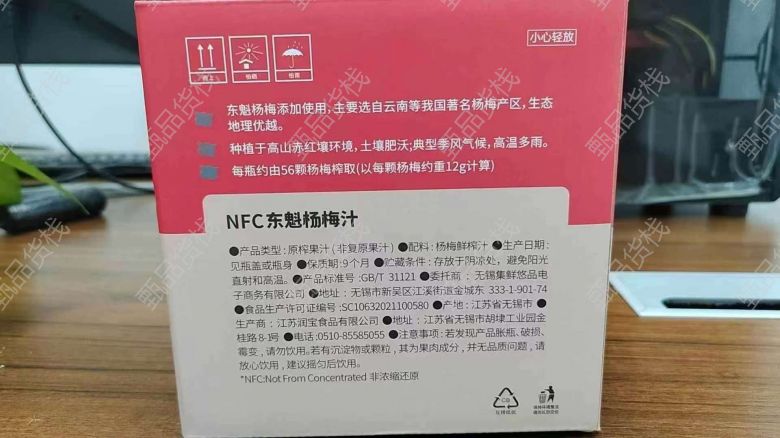 小心轻放
向上
怕晒
怕雨
东魁杨梅添加使用，主要选自云南等我国著名杨梅产区，生态
地理优越。
种植于高山赤红壤环境，土壤肥沃；典型季风气候，高温多雨。
每瓶约由56颗杨梅榨取(以每颗杨梅约重12g计算)
NFC东魁杨梅汁
●产品类型：原榨果汁（非复原果汁）●配料：杨梅鲜榨汁●生产日期：
见瓶盖或瓶身 ●保质期：9个月●贮藏条件：存放于阴凉处，避免阳光
直射和高温。●产品标准号：GB/T 31121 ●委托商：无锡集鲜悠品电
子商务有限公司 ●地址：无锡市新吴区江溪街道金城东 333-1-901-74
●食品生产许可证编号：SC10632021100580 ●产地：江苏省无锡市●
生产商：江苏润宝食品有限公司 ●地址：江苏省无锡市胡埭工业园金
桂路8-1号 ●电话：0510-85585055 ●注意事项：若发现产品胀瓶、破损、
霉变，请勿饮用。若有沉淀物或颗粒，其为果肉成分，并无品质问题，请
放心饮用，建议摇匀后饮用。
*NFC:Not From Concentrated 非浓缩还原
甄品货栈